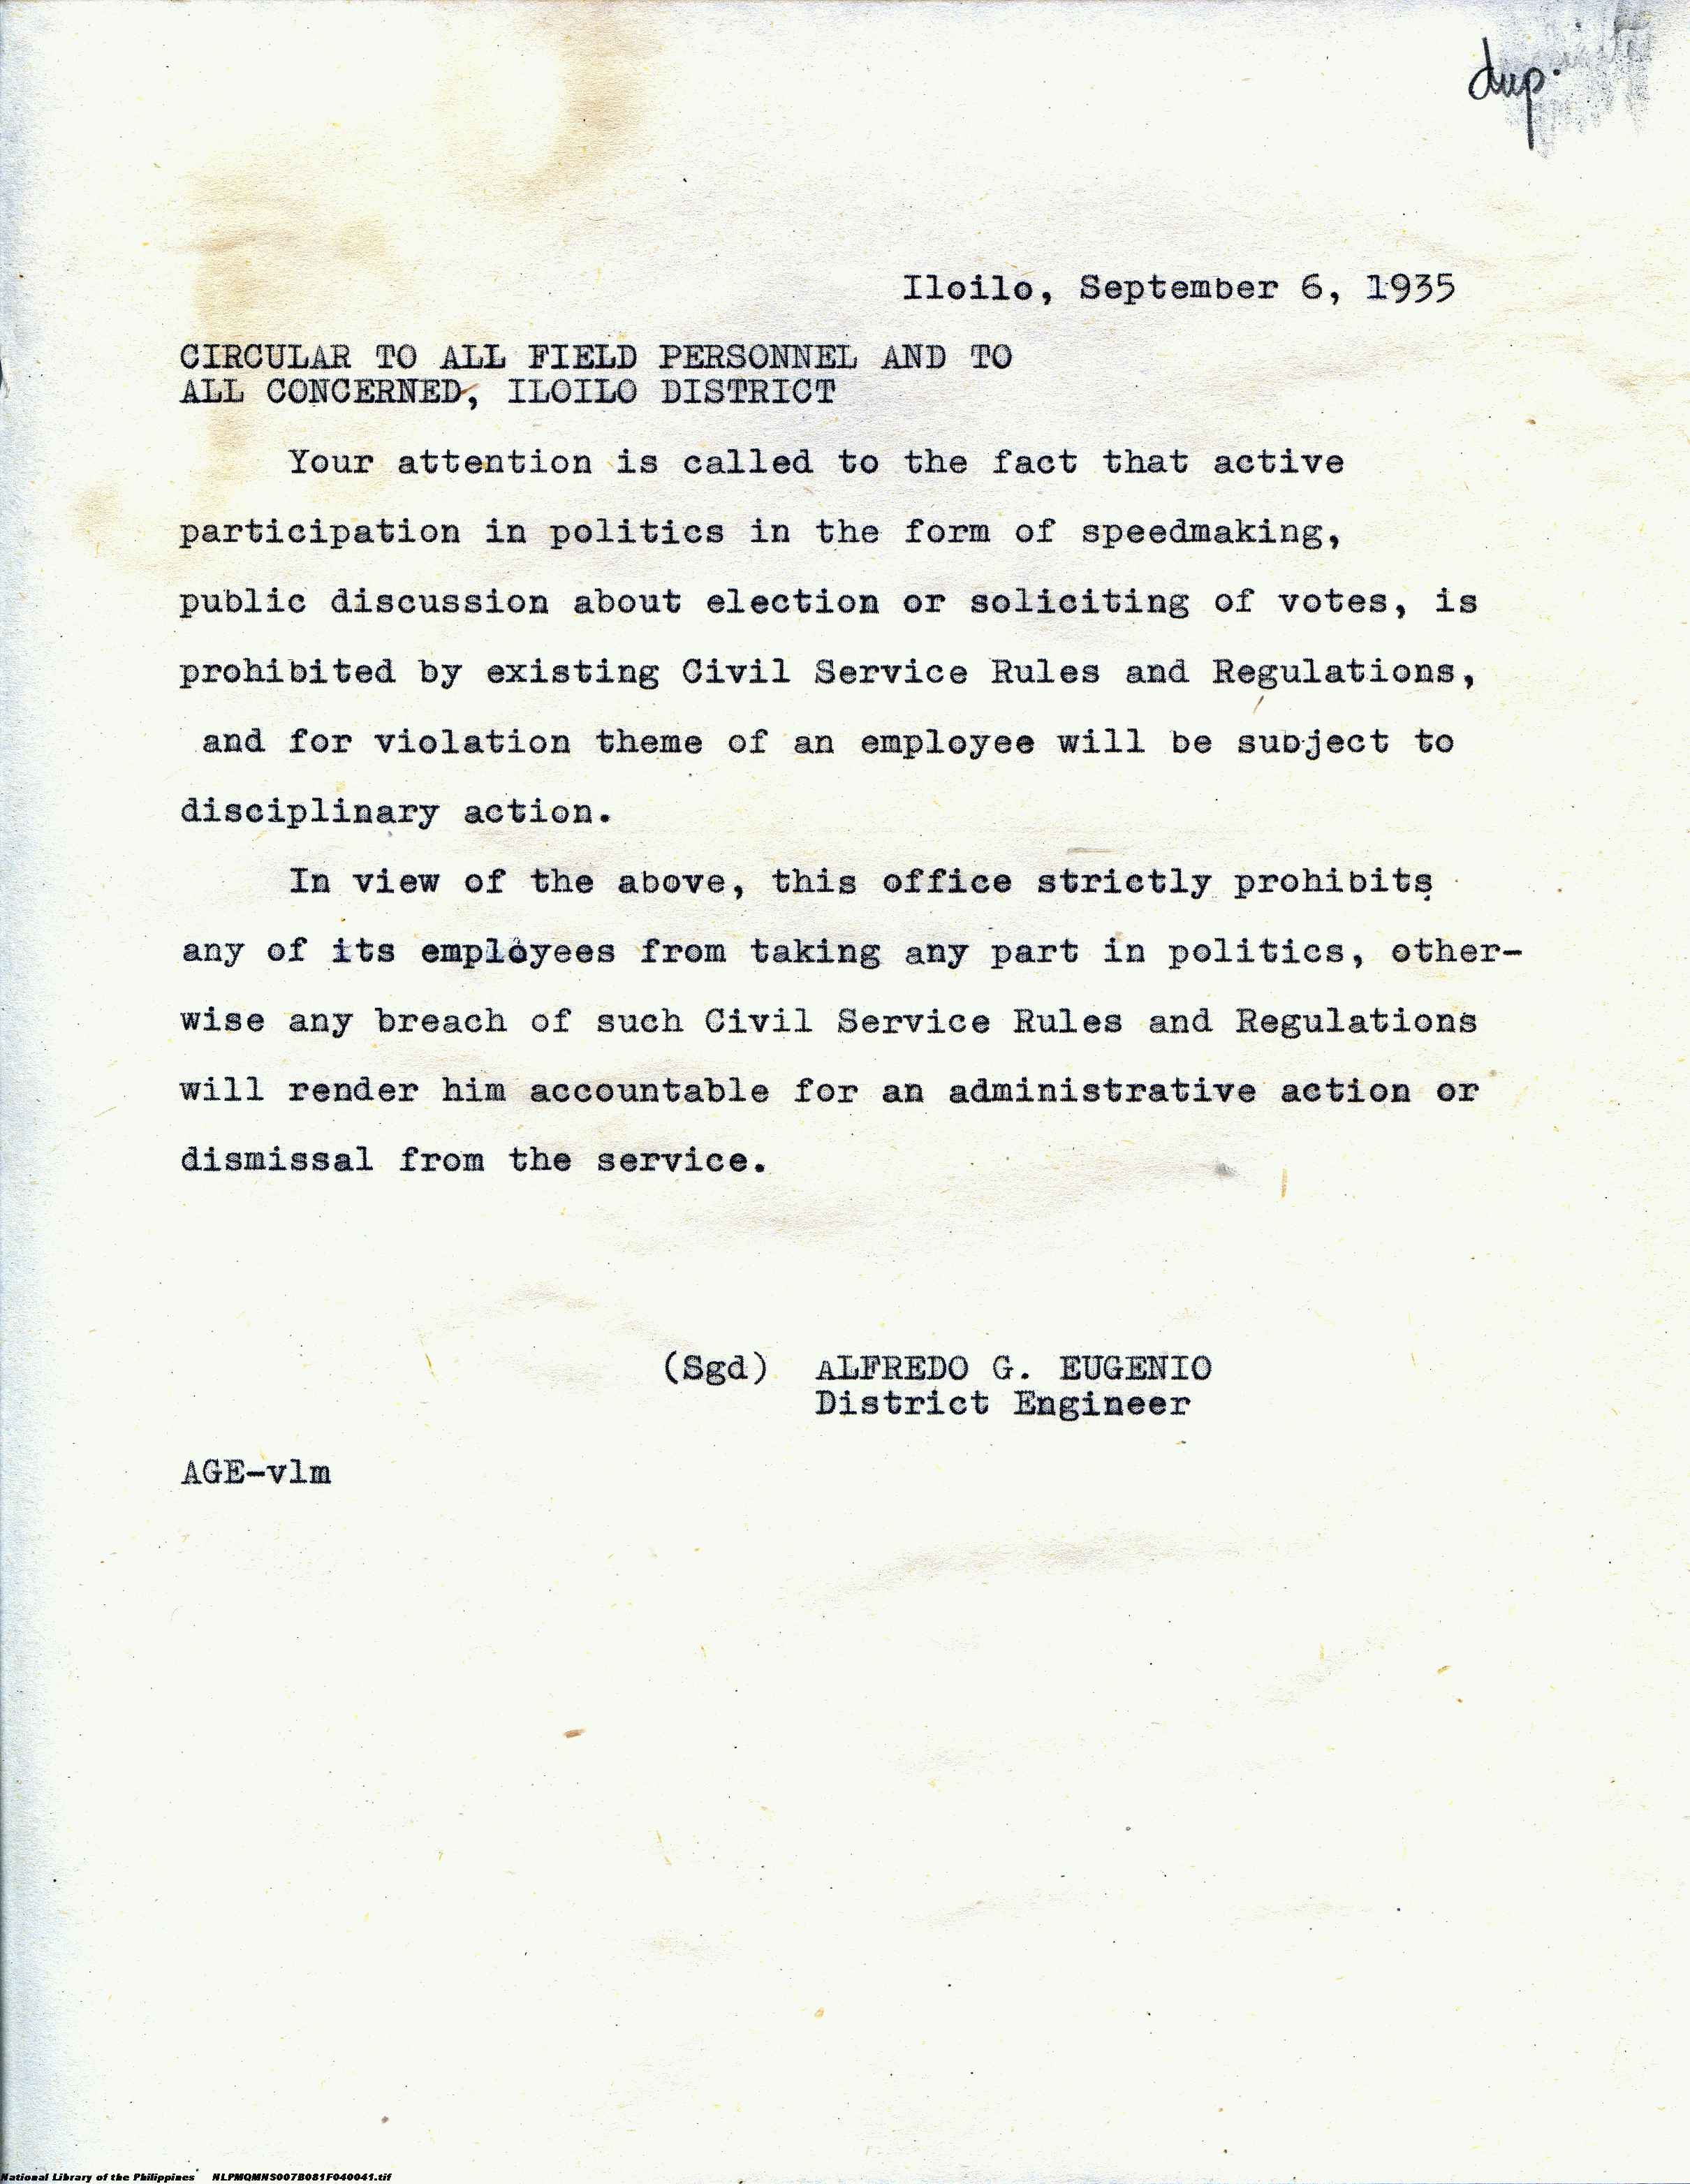 dup.
Iloilo, September 6, 1935
CIRCULAR TO ALL FIELD PERSONNEL AND TO
ALL CONCERNED, ILOILO DISTRICT
Your attention is called to the fact that active
participation in politics in the form of speedmaking,
public discussion about election or soliciting of votes, is
prohibited by existing Civil Service Rules and Regulations,
and for violation theme of an employee will be subject to
disciplinary action.
In view of the above, this office strictly prohibits
any of its employees from taking any part in politics, other-
wise any breach of such Civil Service Rules and Regulations
will render him accountable for an administrative action or
dismissal from the service.
(Sgd) ALFREDO G. EUGENIO
District Engineer
AGE-vlm
National Library of the Philippines NLPMQMNS007B081F040041.tif